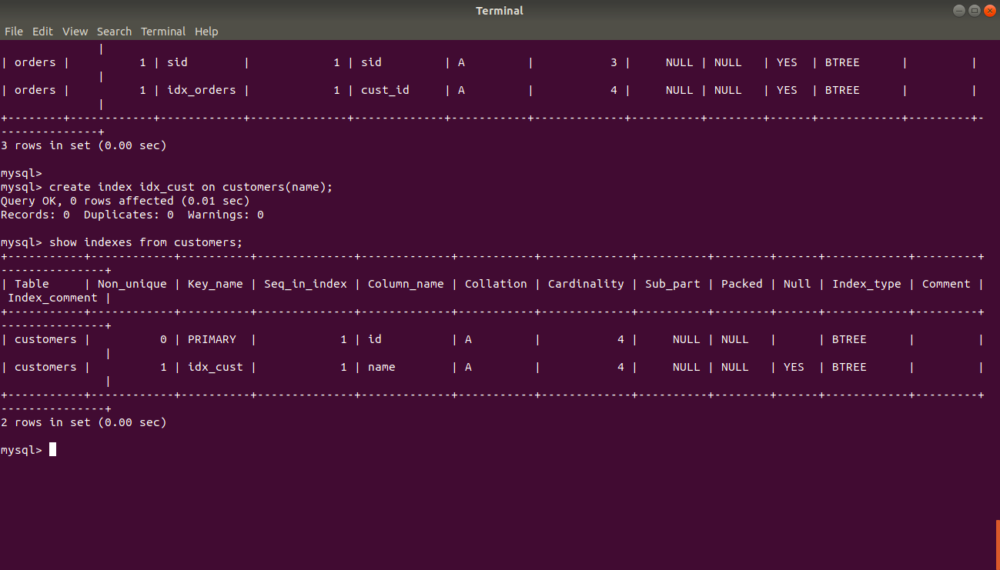 Terminal
File Edit View Search Terminal Help
               |
| orders |          1 | sid        |            1 | sid         | A         |           3 |     NULL | NULL   | YES  | BTREE      |         |
               |
| orders |          1 | idx_orders |            1 | cust_id     | A         |           4 |     NULL | NULL   | YES  | BTREE      |         |
               |
+--------+------------+------------+--------------+-------------+-----------+-------------+----------+--------+------+------------+---------+-
--------------+
3 rows in set (0.00 sec)
mysql>
mysql> create index idx_cust on customers(name);
Query OK, 0 rows affected (0.01 sec)
Records: 0  Duplicates: 0  Warnings: 0
mysql> show indexes from customers;
+-----------+------------+----------+--------------+-------------+-----------+-------------+----------+--------+------+------------+---------+
---------------+
| Table     | Non_unique | Key_name | Seq_in_index | Column_name | Collation | Cardinality | Sub_part | Packed | Null | Index_type | Comment |
 Index_comment |
+-----------+------------+----------+--------------+-------------+-----------+-------------+----------+--------+------+------------+---------+
---------------+
| customers |          0 | PRIMARY  |            1 | id          | A         |           4 |     NULL | NULL   |      | BTREE      |         |
               |
| customers |          1 | idx_cust |            1 | name        | A         |           4 |     NULL | NULL   | YES  | BTREE      |         |
               |
+-----------+------------+----------+--------------+-------------+-----------+-------------+----------+--------+------+------------+---------+
---------------+
2 rows in set (0.00 sec)
mysql>